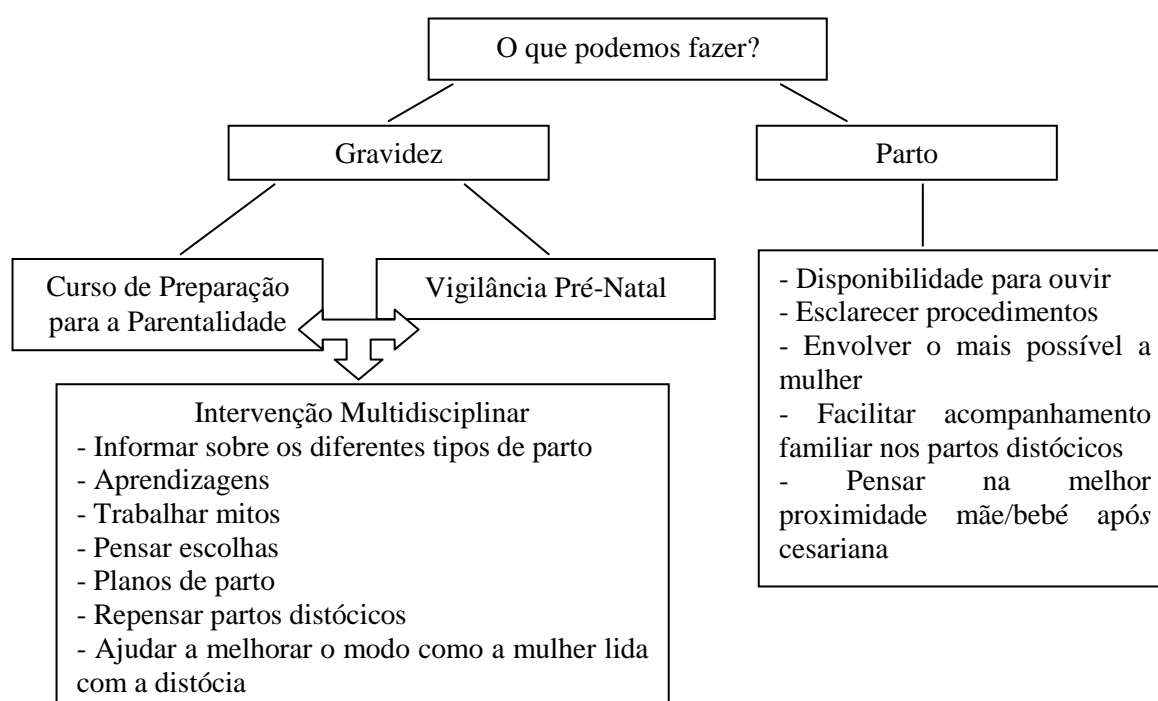 O que podemos fazer?
Gravidez
Parto
Curso de Preparação
para a Parentalidade
Vigilância Pré-Natal
Intervenção Multidisciplinar
- Informar sobre os diferentes tipos de parto
- Aprendizagens
- Trabalhar mitos
- Pensar escolhas
- Planos de parto
- Repensar partos distócicos
- Ajudar a melhorar o modo como a mulher lida
com a distócia
- Disponibilidade para ouvir
- Esclarecer procedimentos
- Envolver o mais possível a
mulher
- Facilitar acompanhamento
familiar nos partos distócicos
- Pensar na melhor
proximidade mãe/bebé após
cesariana